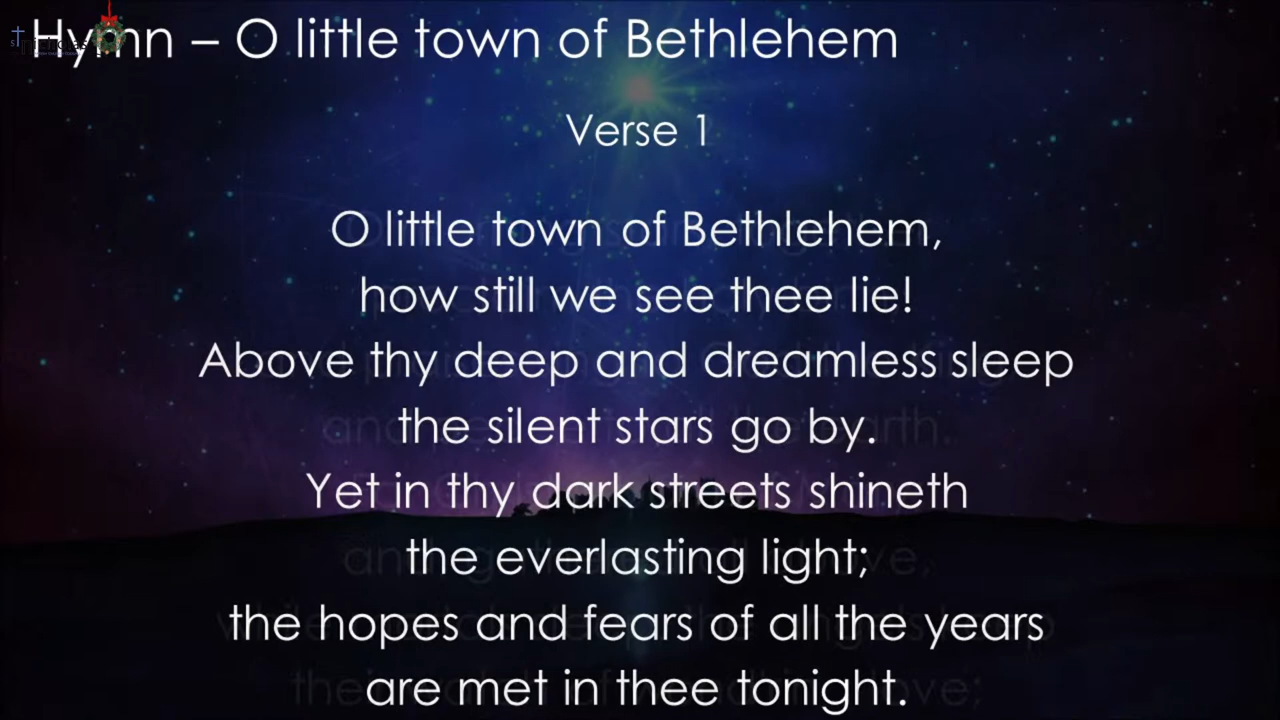 Hymn – O little town of Bethlehem
Verse 1
O little town of Bethlehem,
how still we see thee lie!
Above thy deep and dreamless sleep
the silent stars go by.
Yet in thy dark streets shineth
the everlasting light;
the hopes and fears of all the years
are met in thee tonight.